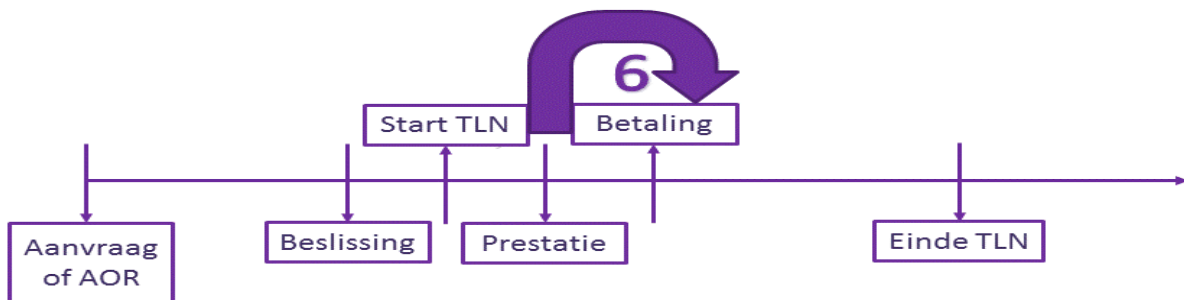 6
Start TLN
Betaling
Aanvraag
of AOR
Beslissing
Prestatie
Einde TLN